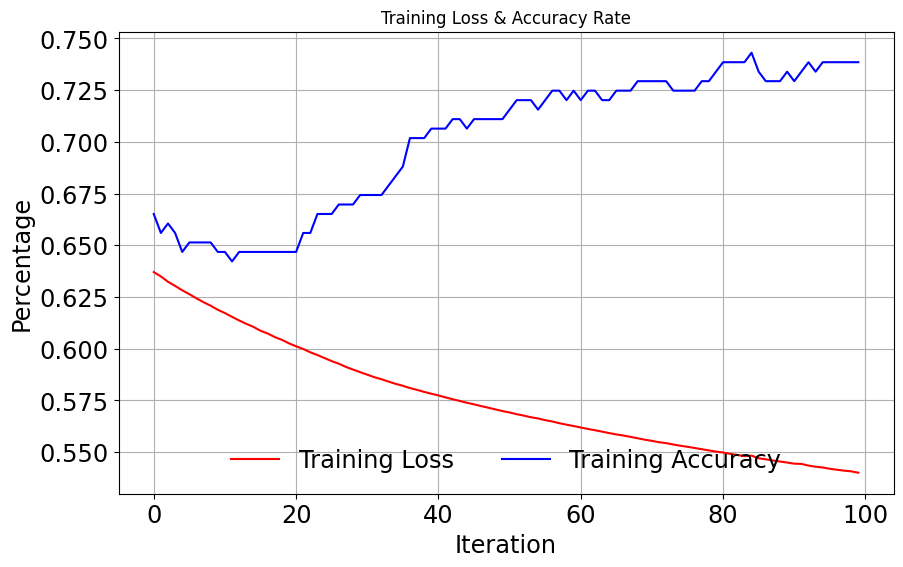 Training Loss & Accuracy Rate
0.750
0.725
0.700
0.675
0.650
0.625
0.600
0.575
0.550
Percentage
Training Loss Training Accuracy
0 20 40 60 80 100
Iteration